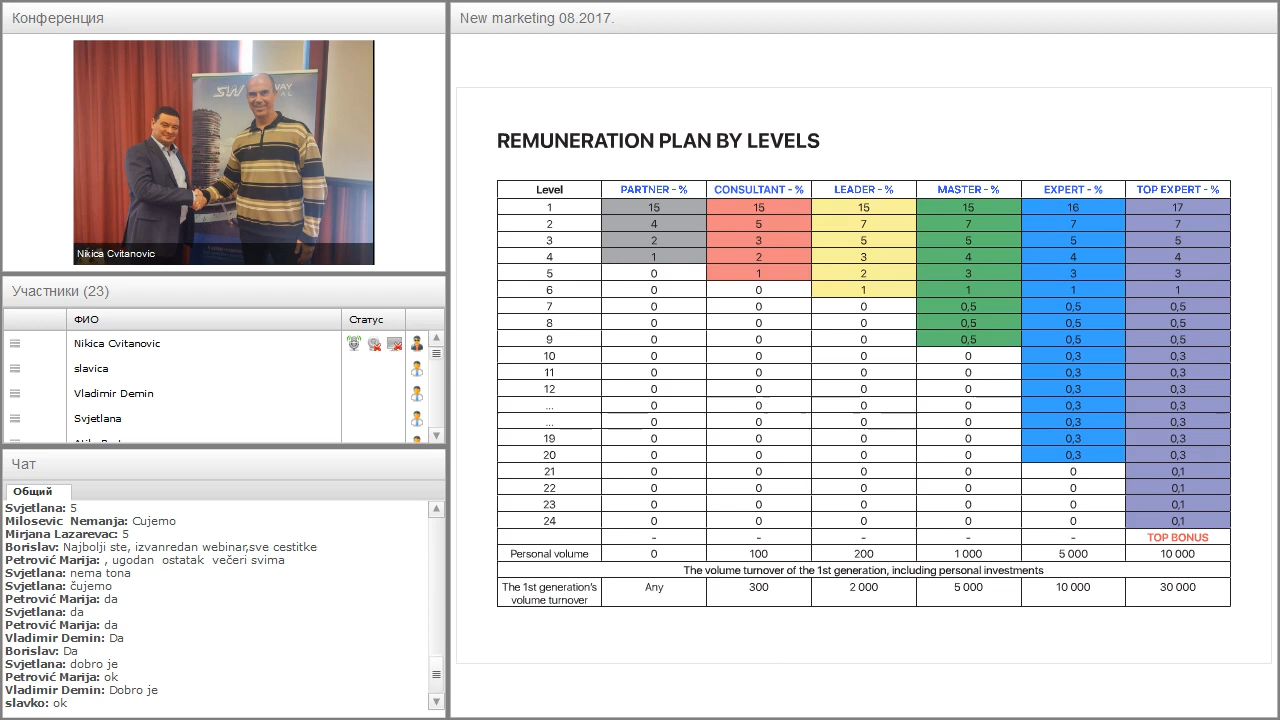 Конференция
SW
WAY
AL
Nikica Cvitanovic
Участники (23)
ФИО Статус
Nikica Cvitanovic
slavica
Vladimir Demin
Svjetlana
Чат
Общий
Svjetlana: 5
Milosevic Nemanja: Cujemo
Mirjana Lazarevac: 5
Borislav: Najbolji ste, izvanredan webinar,sve cestitke
Petrović Marija: , ugodan ostatak večeri svima
Svjetlana: nema tona
Svjetlana: čujemo
Petrović Marija: da
Svjetlana: da
Petrović Marija: da
Vladimir Demin: Da
Borislav: Da
Svjetlana: dobro je
Petrović Marija: ok
Vladimir Demin: Dobro je
slavko: ok
New marketing 08.2017.
REMUNERATION PLAN BY LEVELS
Level PARTNER - % CONSULTANT - % LEADER - % MASTER - % EXPERT - % TOP EXPERT - %
1 15 15 15 15 16 17
2 4 5 7 7 7 7
3 2 3 5 5 5 5
4 1 2 3 4 4 4
5 0 1 2 3 3 3
6 0 0 1 1 1 1
7 0 0 0 0,5 0,5 0,5
8 0 0 0 0,5 0,5 0,5
9 0 0 0 0,5 0,5 0,5
10 0 0 0 0 0,3 0,3
11 0 0 0 0 0,3 0,3
12 0 0 0 0 0,3 0,3
... 0 0 0 0 0,3 0,3
... 0 0 0 0 0,3 0,3
19 0 0 0 0 0,3 0,3
20 0 0 0 0 0,3 0,3
21 0 0 0 0 0 0,1
22 0 0 0 0 0 0,1
23 0 0 0 0 0 0,1
24 0 0 0 0 0 0,1
- - - - - TOP BONUS
Personal volume 0 100 200 1 000 5 000 10 000
The volume turnover of the 1st generation, including personal investments
The 1st generation's Any 300 2 000 5 000 10 000 30 000
volume turnover